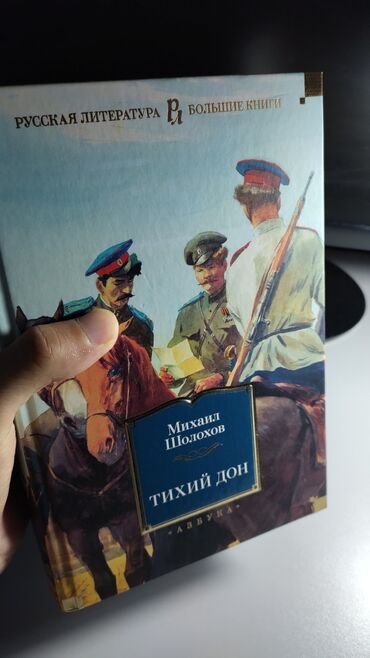 РУССКАЯ ЛИТЕРАТУРА РЛ БОЛЬШИЕ КНИГИ
Михаил
Шолохов
ТИХИЙ ДОН
"АЗБУКА"